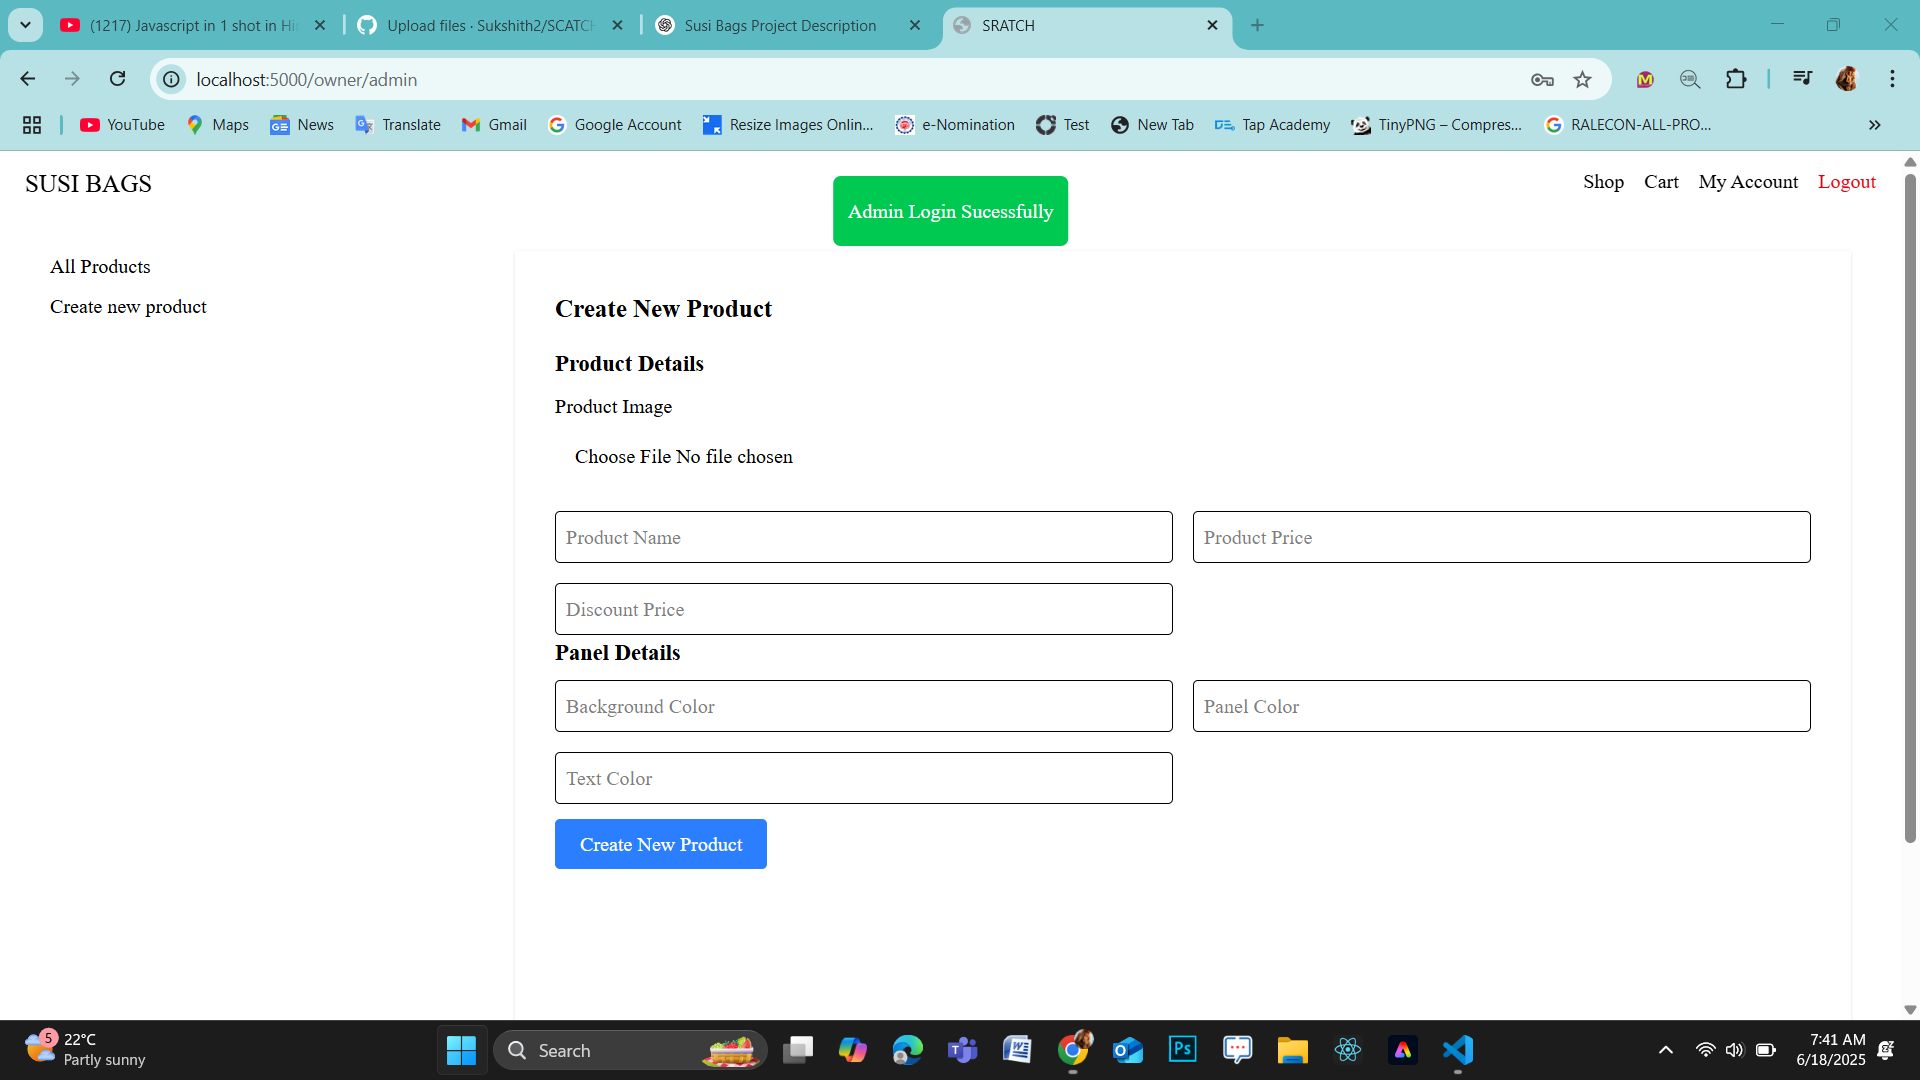 (1217) Javascript in 1 shot in Hin
Upload files · Sukshith2/SCATCH
Susi Bags Project Description
SRATCH
localhost:5000/owner/admin
YouTube
Maps
News
Translate
Gmail
Google Account
Resize Images Onlin...
e-Nomination
Test
New Tab
Tap Academy
TinyPNG – Compres...
RALECON-ALL-PRO...
SUSI BAGS
Shop
Cart
My Account
Logout
Admin Login Sucessfully
All Products
Create new product
Create New Product
Product Details
Product Image
Choose File No file chosen
Product Name
Product Price
Discount Price
Panel Details
Background Color
Panel Color
Text Color
Create New Product
5
22°C
Partly sunny
Search
Ps
7:41 AM
6/18/2025